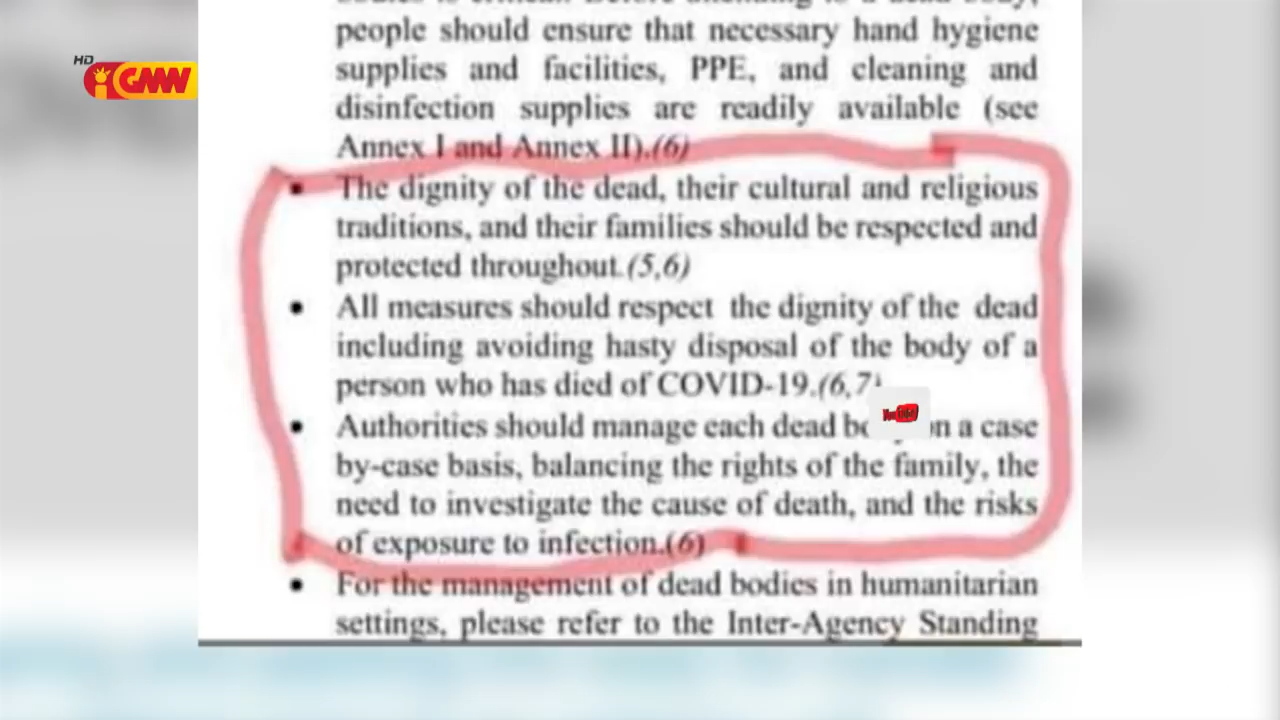 HD
iGMW
people should ensure that necessary hand hygiene
supplies and facilities, PPE, and cleaning and
disinfection supplies are readily available (see
Annex I and Annex II).(6)
• The dignity of the dead, their cultural and religious
traditions, and their families should be respected and
protected throughout.(5,6)
• All measures should respect the dignity of the dead
including avoiding hasty disposal of the body of a
person who has died of COVID-19.(6,7)
YouTube!
• Authorities should manage each dead on a case
by-case basis, balancing the rights of the family, the
need to investigate the cause of death, and the risks
of exposure to infection.(6)
• For the management of dead bodies in humanitarian
settings, please refer to the Inter-Agency Standing